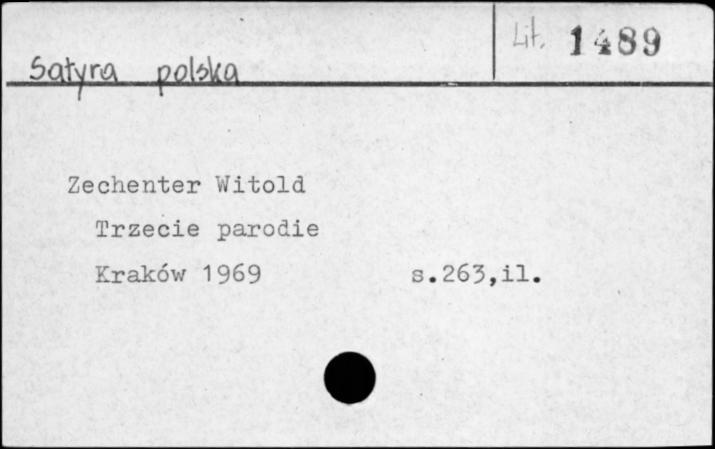 Satyra polska
Lit. 1489
Zechenter Witold
Trzecie parodie
Kraków 1969 s.263,il.